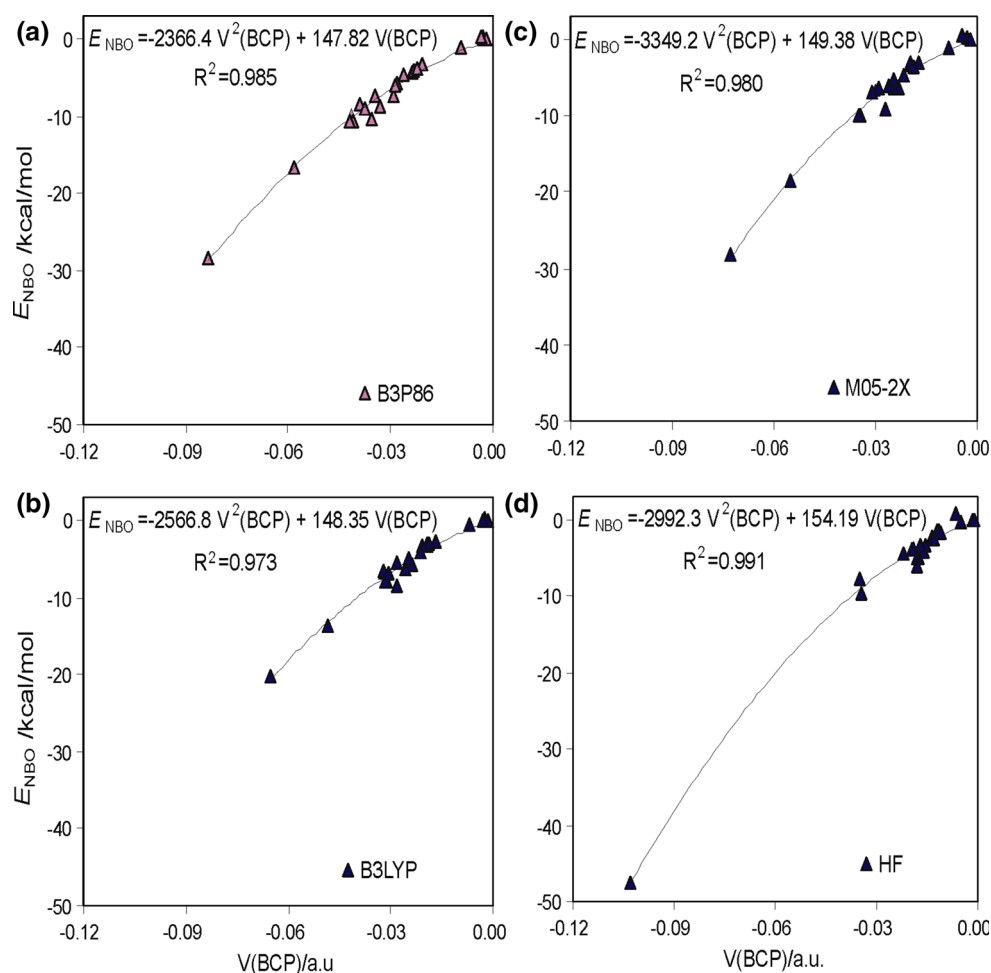 (a)
E NBO =-2366.4 V²(BCP) + 147.82 V(BCP)
R²=0.985
0
-10
-20
-30
-40
-50
E NBO /kcal/mol
B3P86
-0.12 -0.09 -0.06 -0.03 0.00
(c)
E NBO =-3349.2 V²(BCP) + 149.38 V(BCP)
R²=0.980
0
-10
-20
-30
-40
-50
M05-2X
-0.12 -0.09 -0.06 -0.03 0.00
(b)
E NBO =-2566.8 V²(BCP) + 148.35 V(BCP)
R²=0.973
0
-10
-20
-30
-40
-50
E NBO /kcal/mol
B3LYP
-0.12 -0.09 -0.06 -0.03 0.00
V(BCP)/a.u
(d)
E NBO =-2992.3 V²(BCP) + 154.19 V(BCP)
R²=0.991
0
-10
-20
-30
-40
-50
HF
-0.12 -0.09 -0.06 -0.03 0.00
V(BCP)/a.u.